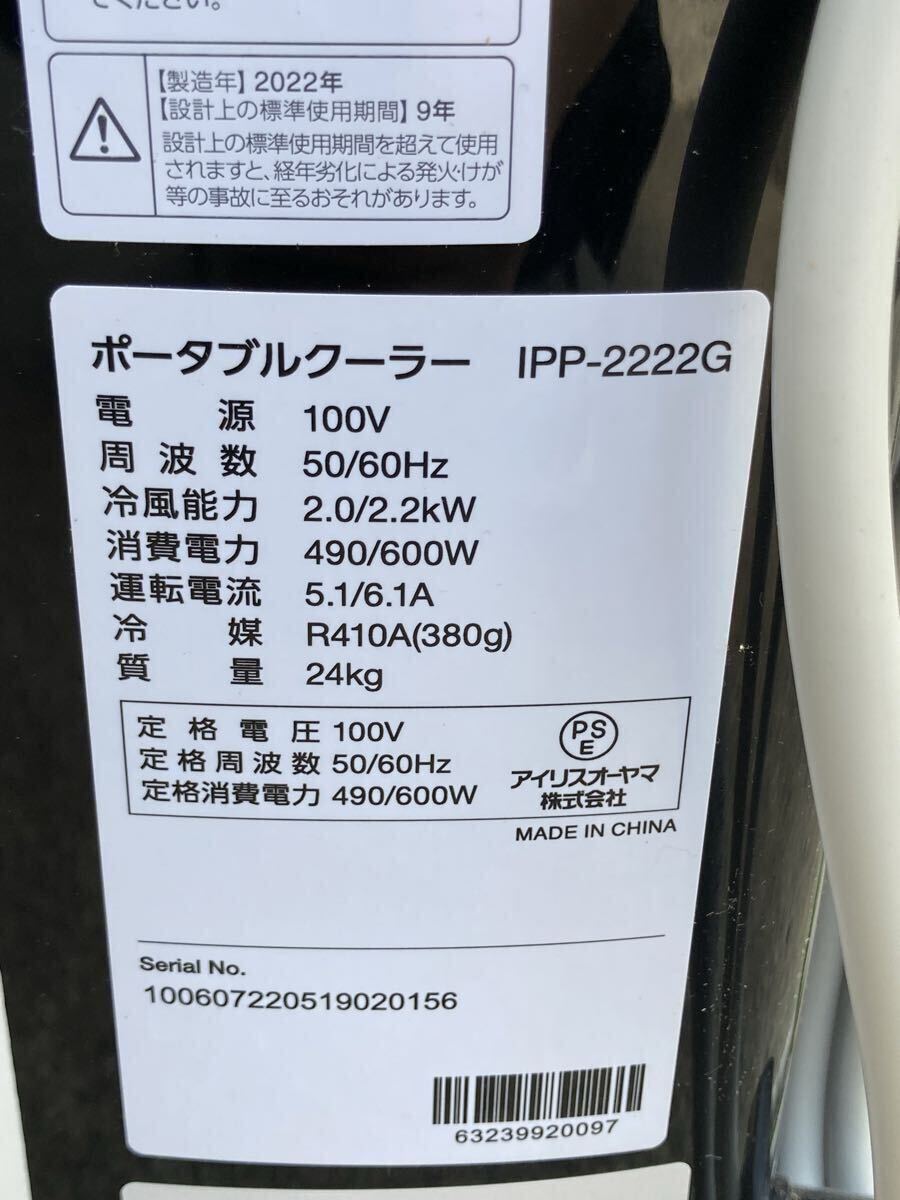 てください。
【製造年】2022年
【設計上の標準使用期間】9年
設計上の標準使用期間を超えて使用
されますと、経年劣化による発火・けが
等の事故に至るおそれがあります。
ポータブルクーラー IPP-2222G
電源 100V
周波数 50/60Hz
冷風能力 2.0/2.2kW
消費電力 490/600W
運転電流 5.1/6.1A
冷媒 R410A(380g)
質量 24kg
定格電圧 100V
定格周波数 50/60Hz
定格消費電力 490/600W
PS
E
アイリスオーヤマ
株式会社
MADE IN CHINA
Serial No.
100607220519020156
63239920097